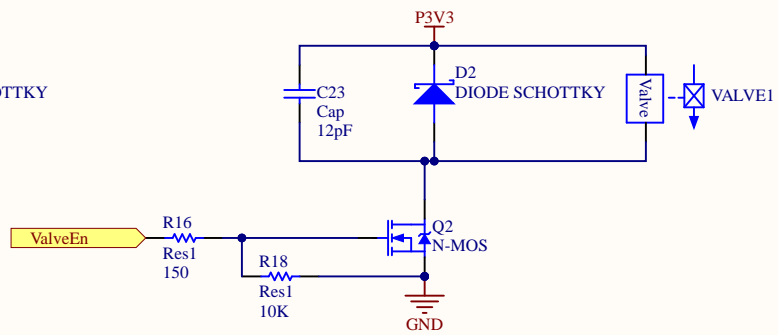 P3V3
OTTKY
C23
Cap
12pF
D2
DIODE SCHOTTKY
Valve
VALVE1
ValveEn
R16
Res1
150
R18
Res1
10K
Q2
N-MOS
GND